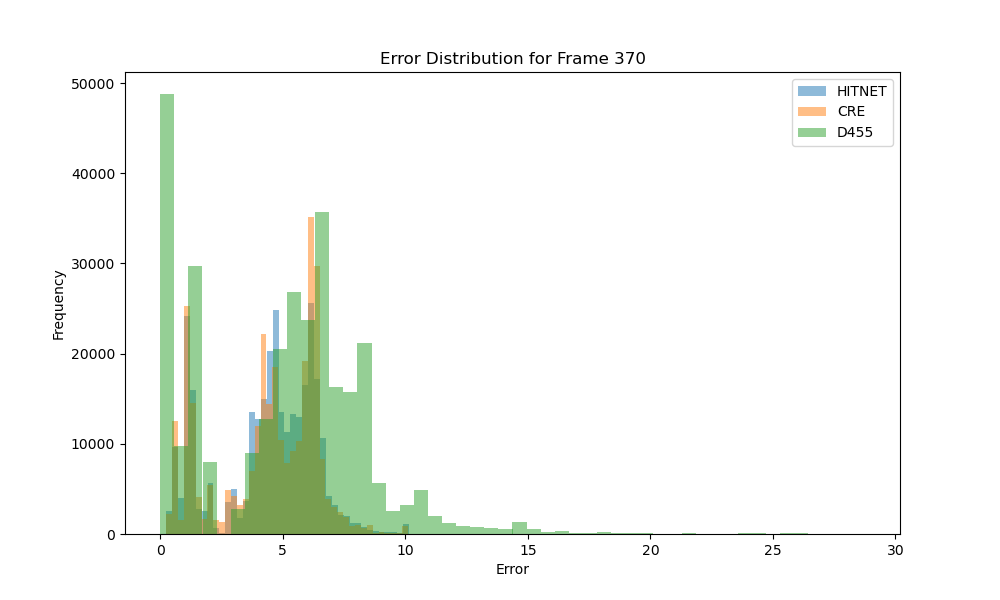 Error Distribution for Frame 370
HITNET
CRE
D455
50000
40000
30000
20000
10000
0
Frequency
0 5 10 15 20 25 30
Error